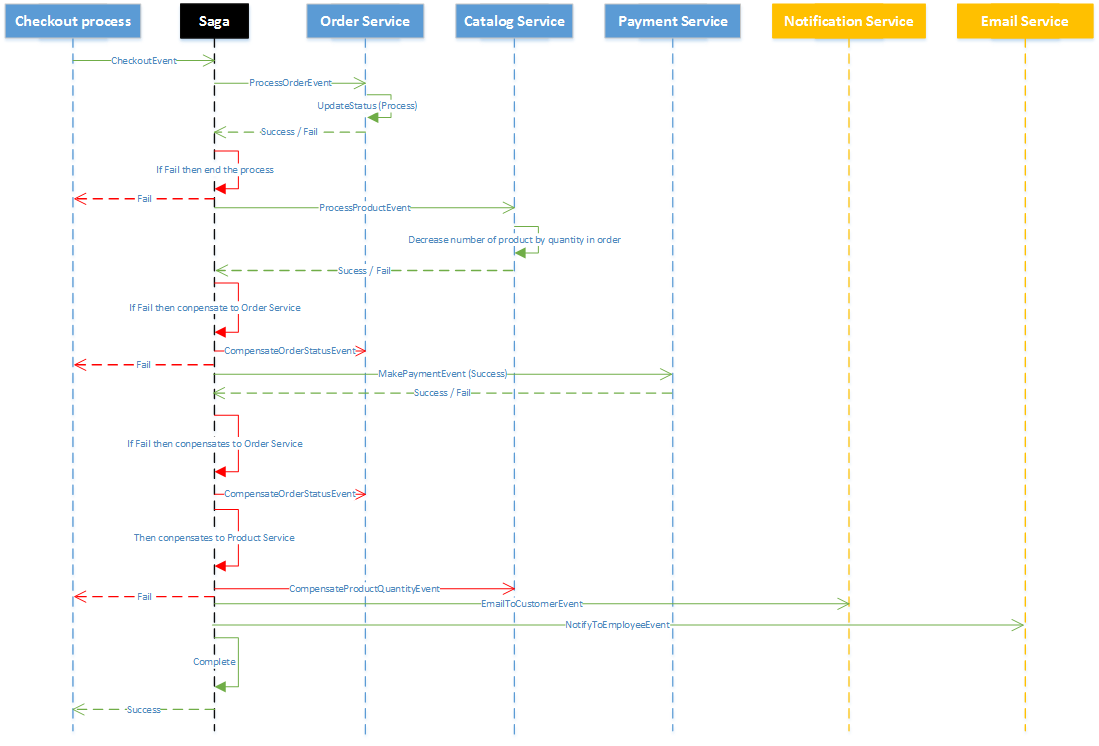 Checkout process
Saga
Order Service
Catalog Service
Payment Service
Notification Service
Email Service
CheckoutEvent
ProcessOrderEvent
UpdateStatus (Process)
Success / Fail
If Fail then end the process
Fail
ProcessProductEvent
Decrease number of product by quantity in order
Sucess / Fail
If Fail then conpensate to Order Service
CompensateOrderStatusEvent
Fail
MakePaymentEvent (Success)
Success / Fail
If Fail then conpensates to Order Service
CompensateOrderStatusEvent
Then conpensates to Product Service
CompensateProductQuantityEvent
Fail
EmailToCustomerEvent
NotifyToEmployeeEvent
Complete
Success